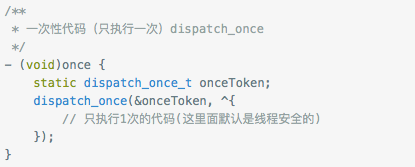 /**
 * 一次性代码（只执行一次）dispatch_once
 */
- (void)once {
    static dispatch_once_t onceToken;
    dispatch_once(&onceToken, ^{
        // 只执行1次的代码(这里面默认是线程安全的)
    });
}